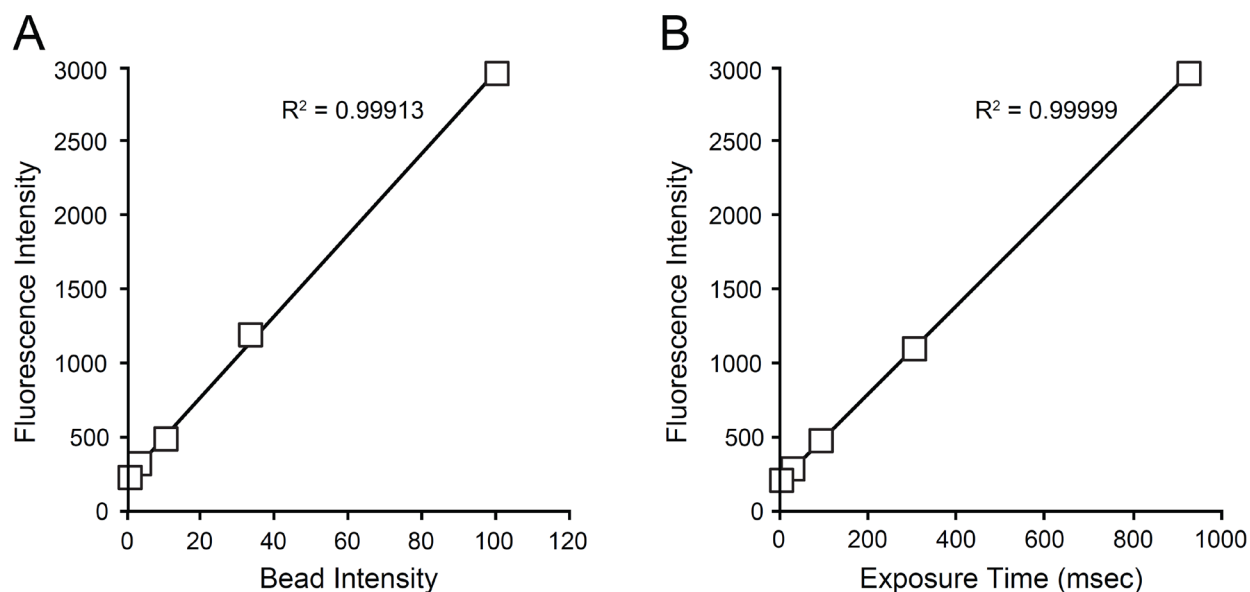 A
B
Fluorescence Intensity
3000
2500
2000
1500
1000
500
0
R² = 0.99913
0 20 40 60 80 100 120
Bead Intensity
Fluorescence Intensity
3000
2500
2000
1500
1000
500
0
R² = 0.99999
0 200 400 600 800 1000
Exposure Time (msec)